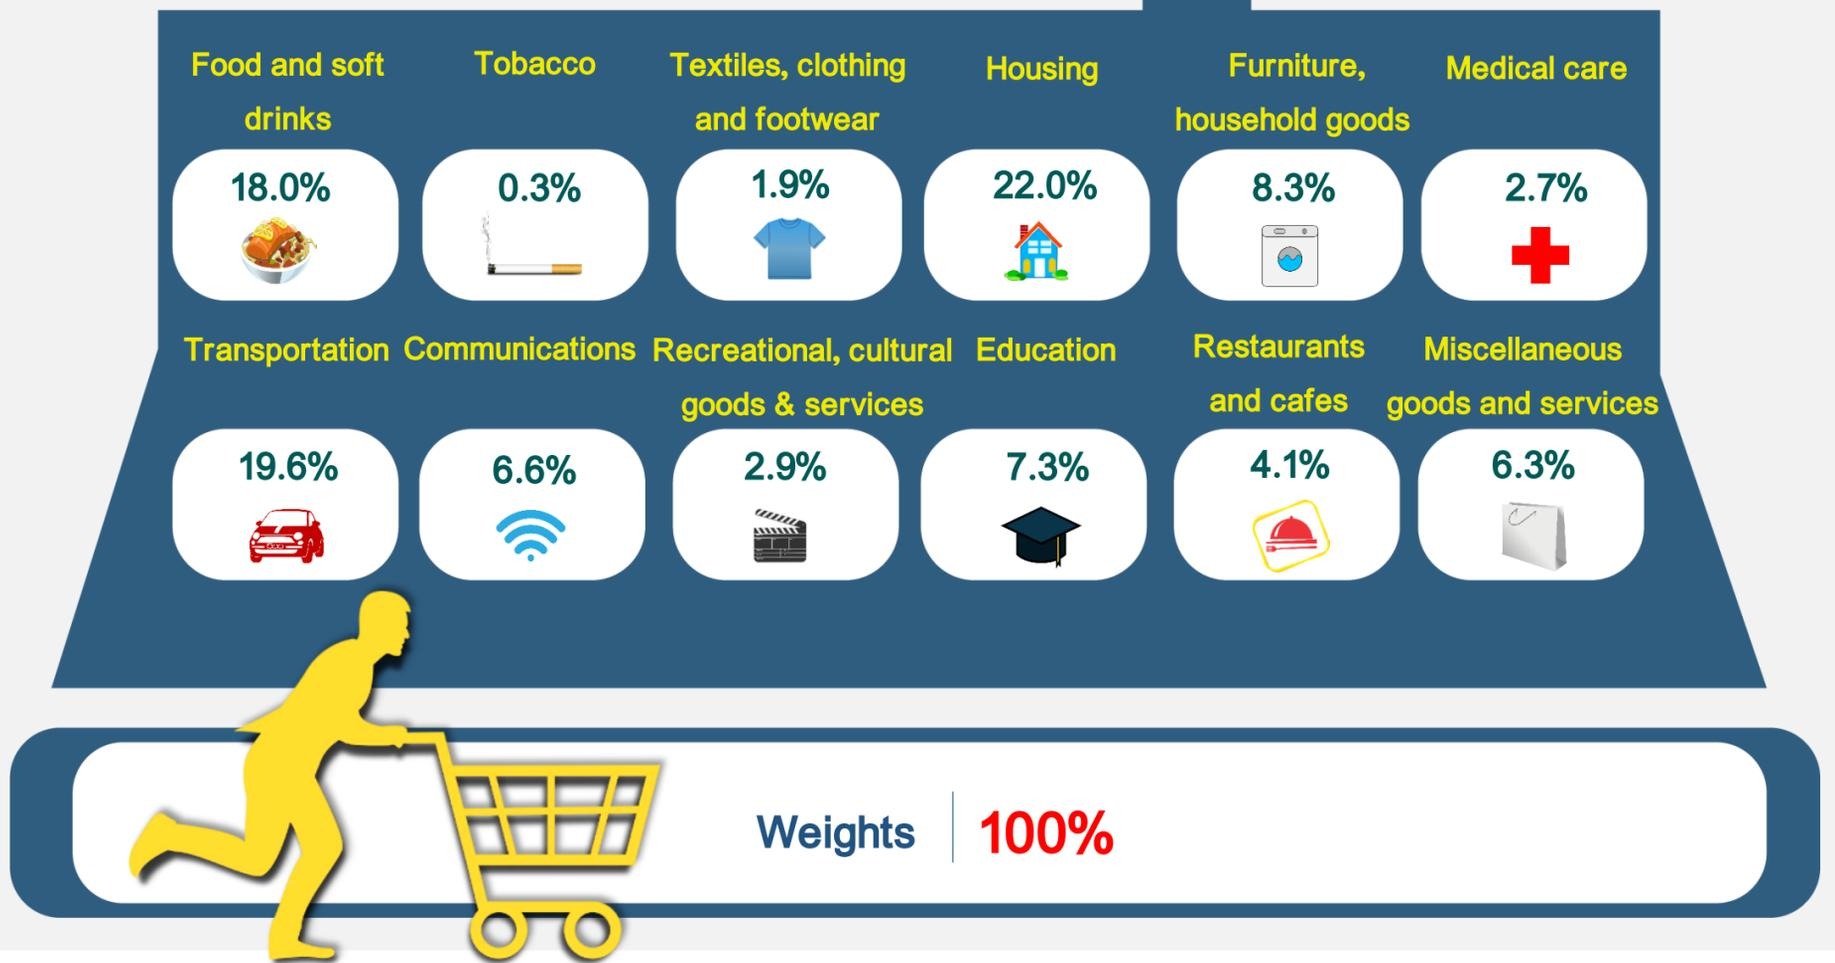 Food and soft
drinks
Tobacco
Textiles, clothing
and footwear
Housing
Furniture,
household goods
Medical care
18.0%
0.3%
1.9%
22.0%
8.3%
2.7%
Transportation
Communications
Recreational, cultural
goods & services
Education
Restaurants
and cafes
Miscellaneous
goods and services
19.6%
6.6%
2.9%
7.3%
4.1%
6.3%
Weights
100%